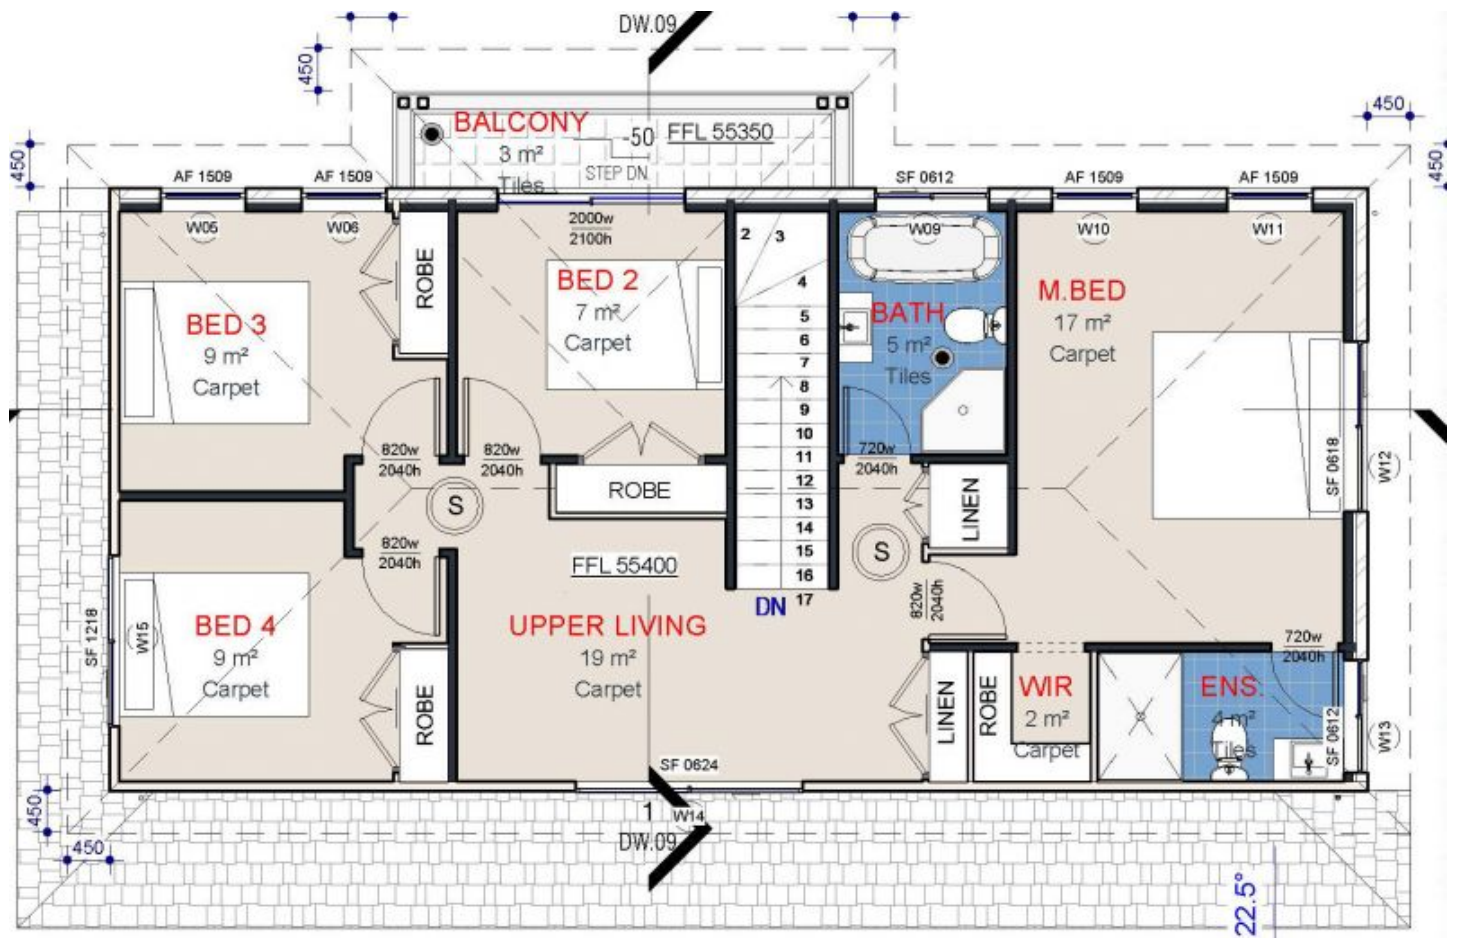 DW.09
450
450
450
450
450
BALCONY
-50
FFL 55350
3 m²
STEP DN
Tiles
AF 1509
AF 1509
SF 0612
AF 1509
AF 1509
W05
W06
2000w
2100h
W09
W10
W11
2
3
4
5
6
7
8
9
10
11
12
13
14
15
16
17
DN
ROBE
BED 2
7 m²
Carpet
BED 3
9 m²
Carpet
BATH
5 m²
Tiles
M.BED
17 m²
Carpet
820w
2040h
820w
2040h
720w
2040h
ROBE
LINEN
SF 0618
W12
S
S
820w
2040h
FFL 55400
820w
2040h
SF 1218
W15
BED 4
9 m²
Carpet
UPPER LIVING
19 m²
Carpet
720w
2040h
ROBE
LINEN
ROBE
WIR
2 m²
Carpet
ENS.
4 m²
Tiles
SF 0612
W13
SF 0624
1
W14
DW.09
450
450
22.5°